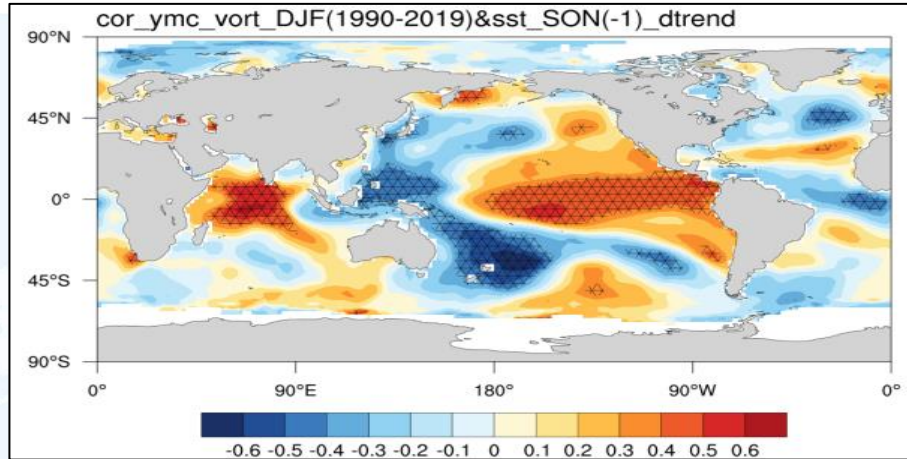 cor_ymc_vort_DJF(1990-2019)&sst_SON(-1)_dtrend
90°N
45°N
0°
45°S
90°S
0° 90°E 180° 90°W 0°
-0.6 -0.5 -0.4 -0.3 -0.2 -0.1 0 0.1 0.2 0.3 0.4 0.5 0.6